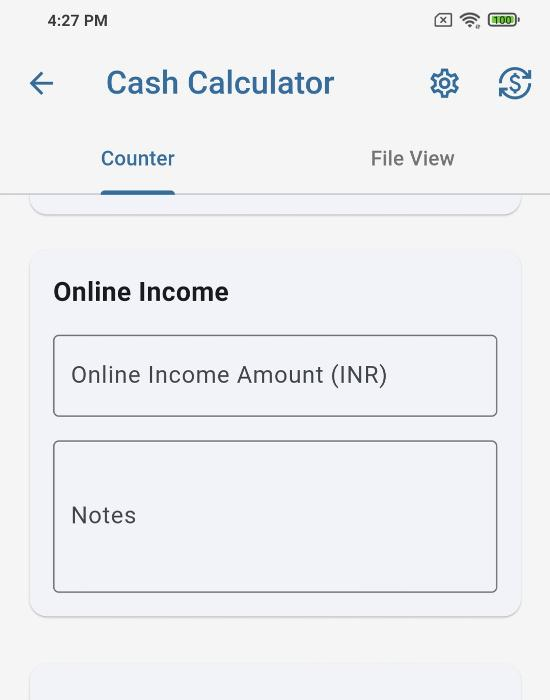 4:27 PM
100
Cash Calculator
Counter
File View
Online Income
Online Income Amount (INR)
Notes